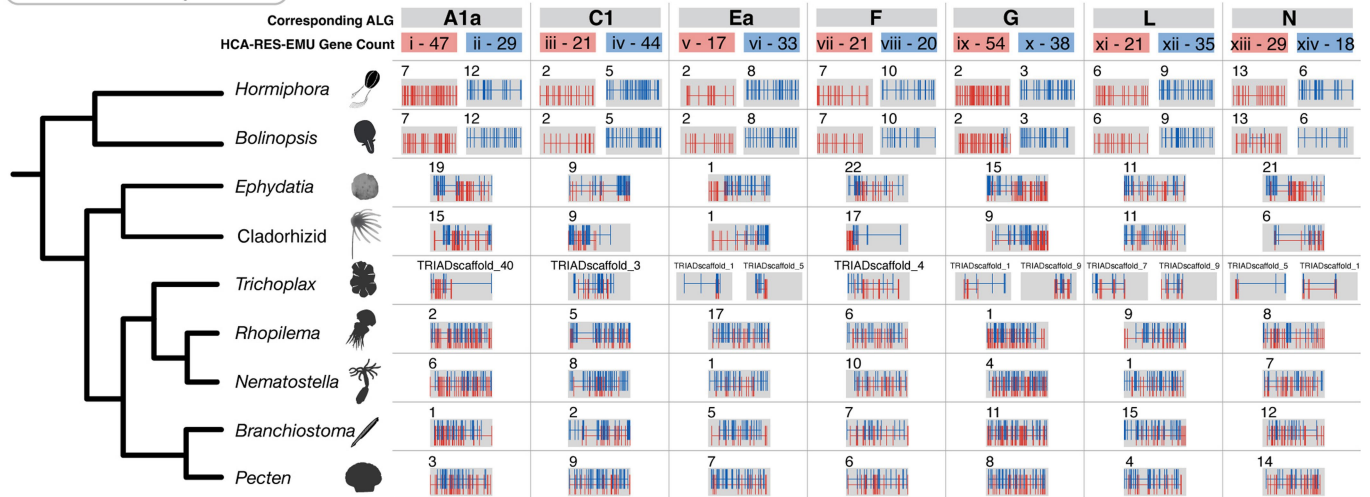 Corresponding ALG A1a C1 Ea F G L N
HCA-RES-EMU Gene Count i - 47 ii - 29 iii - 21 iv - 44 v - 17 vi - 33 vii - 21 viii - 20 ix - 54 x - 38 xi - 21 xii - 35 xiii - 29 xiv - 18
Hormiphora 7 12 2 5 2 8 7 10 2 3 6 9 13 6
Bolinopsis 7 12 2 5 2 8 7 10 2 3 6 9 13 6
Ephydatia 19 9 1 22 15 11 21
Cladorhizid 15 9 1 17 9 11 6
Trichoplax TRIADscaffold_40 TRIADscaffold_3 TRIADscaffold_1 TRIADscaffold_5 TRIADscaffold_4 TRIADscaffold_1 TRIADscaffold_9 TRIADscaffold_7 TRIADscaffold_9 TRIADscaffold_5 TRIADscaffold_1
Rhopilema 2 5 17 6 1 9 8
Nematostella 6 8 1 10 4 1 7
Branchiostoma 1 2 5 7 11 15 12
Pecten 3 9 7 6 8 4 14